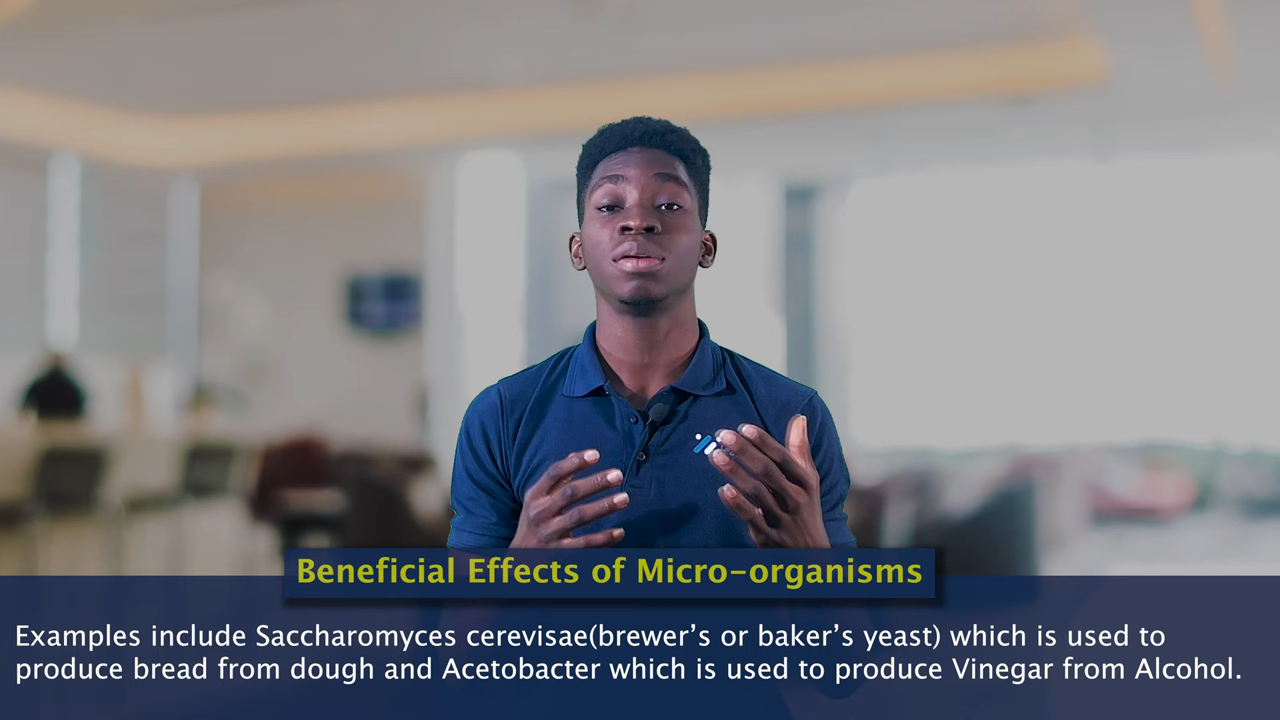 Beneficial Effects of Micro-organisms
Examples include Saccharomyces cerevisae(brewer’s or baker’s yeast) which is used to
produce bread from dough and Acetobacter which is used to produce Vinegar from Alcohol.